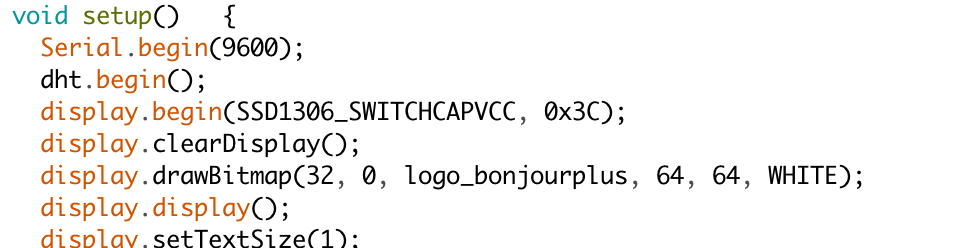 void setup()   {
  Serial.begin(9600);
  dht.begin();
  display.begin(SSD1306_SWITCHCAPVCC, 0x3C);
  display.clearDisplay();
  display.drawBitmap(32, 0, logo_bonjourplus, 64, 64, WHITE);
  display.display();
  display.setTextSize(1);